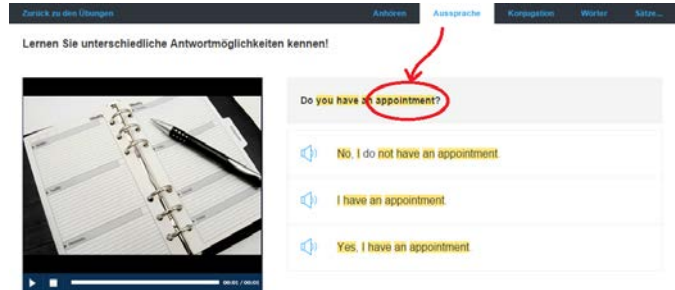 Zurück zu den Übungen Anhören Aussprache Konjugation Wörter Sätze...
Lernen Sie unterschiedliche Antwortmöglichkeiten kennen!
Do you have an appointment?
No, I do not have an appointment.
I have an appointment.
Yes, I have an appointment.